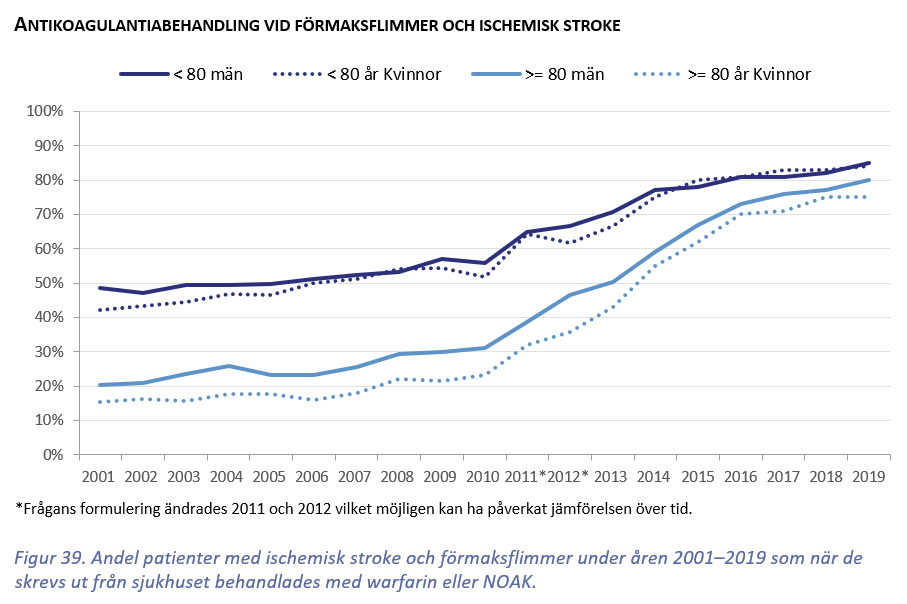 ANTIKOAGULANTIABEHANDLING VID FÖRMAKSFLIMMER OCH ISCHEMISK STROKE
< 80 män < 80 år Kvinnor >= 80 män >= 80 år Kvinnor
100%
90%
80%
70%
60%
50%
40%
30%
20%
10%
0%
2001 2002 2003 2004 2005 2006 2007 2008 2009 2010 2011* 2012* 2013 2014 2015 2016 2017 2018 2019
*Frågans formulering ändrades 2011 och 2012 vilket möjligen kan ha påverkat jämförelsen över tid.
Figur 39. Andel patienter med ischemisk stroke och förmaksflimmer under åren 2001–2019 som när de
skrevs ut från sjukhuset behandlades med warfarin eller NOAK.